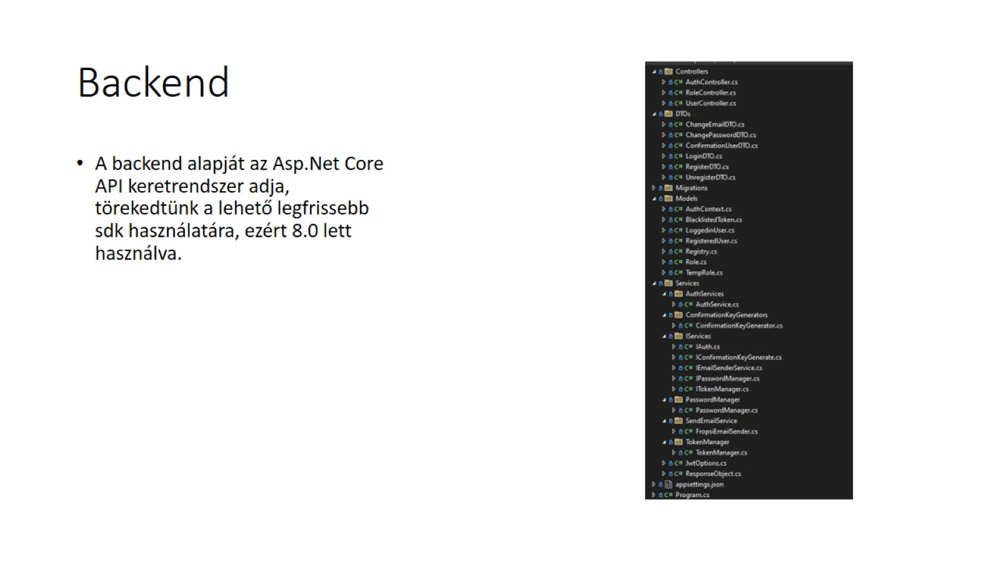 Backend
• A backend alapját az Asp.Net Core
API keretrendszer adja,
törekedtünk a lehető legfrissebb
sdk használatára, ezért 8.0 lett
használva.
Controllers
C# AuthController.cs
C# RoleController.cs
C# UserController.cs
DTOs
C# ChangeEmailDTO.cs
C# ChangePasswordDTO.cs
C# ConfirmationUserDTO.cs
C# LoginDTO.cs
C# RegisterDTO.cs
C# UnregisterDTO.cs
Migrations
Models
C# AuthContext.cs
C# BlacklistedToken.cs
C# LoggedinUser.cs
C# RegisteredUser.cs
C# Registry.cs
C# Role.cs
C# TempRole.cs
Services
AuthServices
C# AuthService.cs
ConfirmationKeyGenerators
C# ConfirmationKeyGenerator.cs
IServices
C# IAuth.cs
C# IConfirmationKeyGenerate.cs
C# IEmailSenderService.cs
C# IPasswordManager.cs
C# ITokenManager.cs
PasswordManager
C# PasswordManager.cs
SendEmailService
C# FropsiEmailSender.cs
TokenManager
C# TokenManager.cs
C# JwtOptions.cs
C# ResponseObject.cs
appsettings.json
C# Program.cs